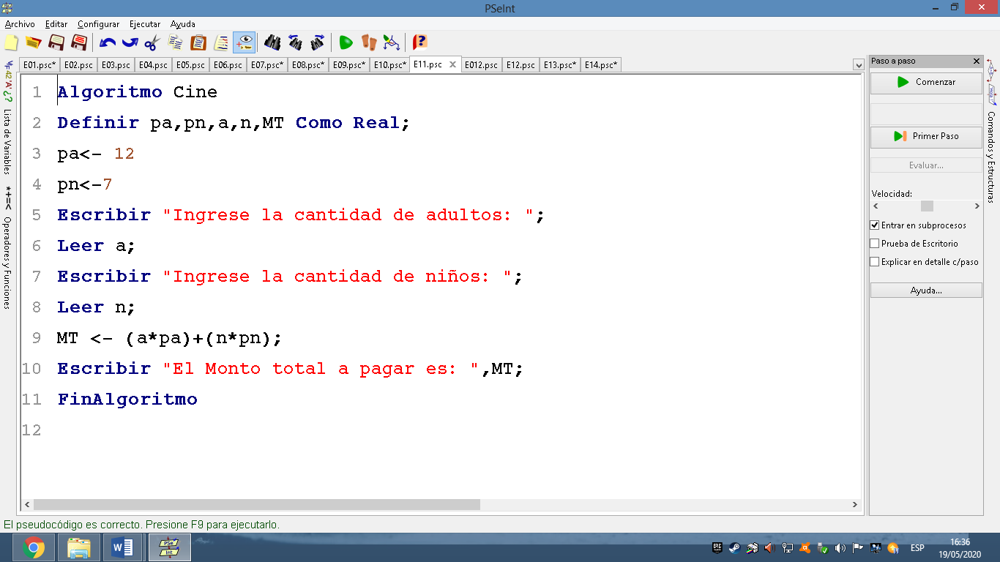 PSeInt
Archivo Editar Configurar Ejecutar Ayuda
E01.psc* E02.psc E03.psc E04.psc E05.psc E06.psc E07.psc* E08.psc* E09.psc* E10.psc* E11.psc E012.psc E12.psc E13.psc* E14.psc*
Lista de Variables
Operadores y Funciones
1 Algoritmo Cine
2 Definir pa,pn,a,n,MT Como Real;
3 pa<- 12
4 pn<-7
5 Escribir "Ingrese la cantidad de adultos: ";
6 Leer a;
7 Escribir "Ingrese la cantidad de niños: ";
8 Leer n;
9 MT <- (a*pa)+(n*pn);
10 Escribir "El Monto total a pagar es: ",MT;
11 FinAlgoritmo
12
Paso a paso
Comenzar
Primer Paso
Evaluar...
Velocidad:
Entrar en subprocesos
Prueba de Escritorio
Explicar en detalle c/paso
Ayuda...
Comandos y Estructuras
El pseudocódigo es correcto. Presione F9 para ejecutarlo.
ESP
16:36
19/05/2020